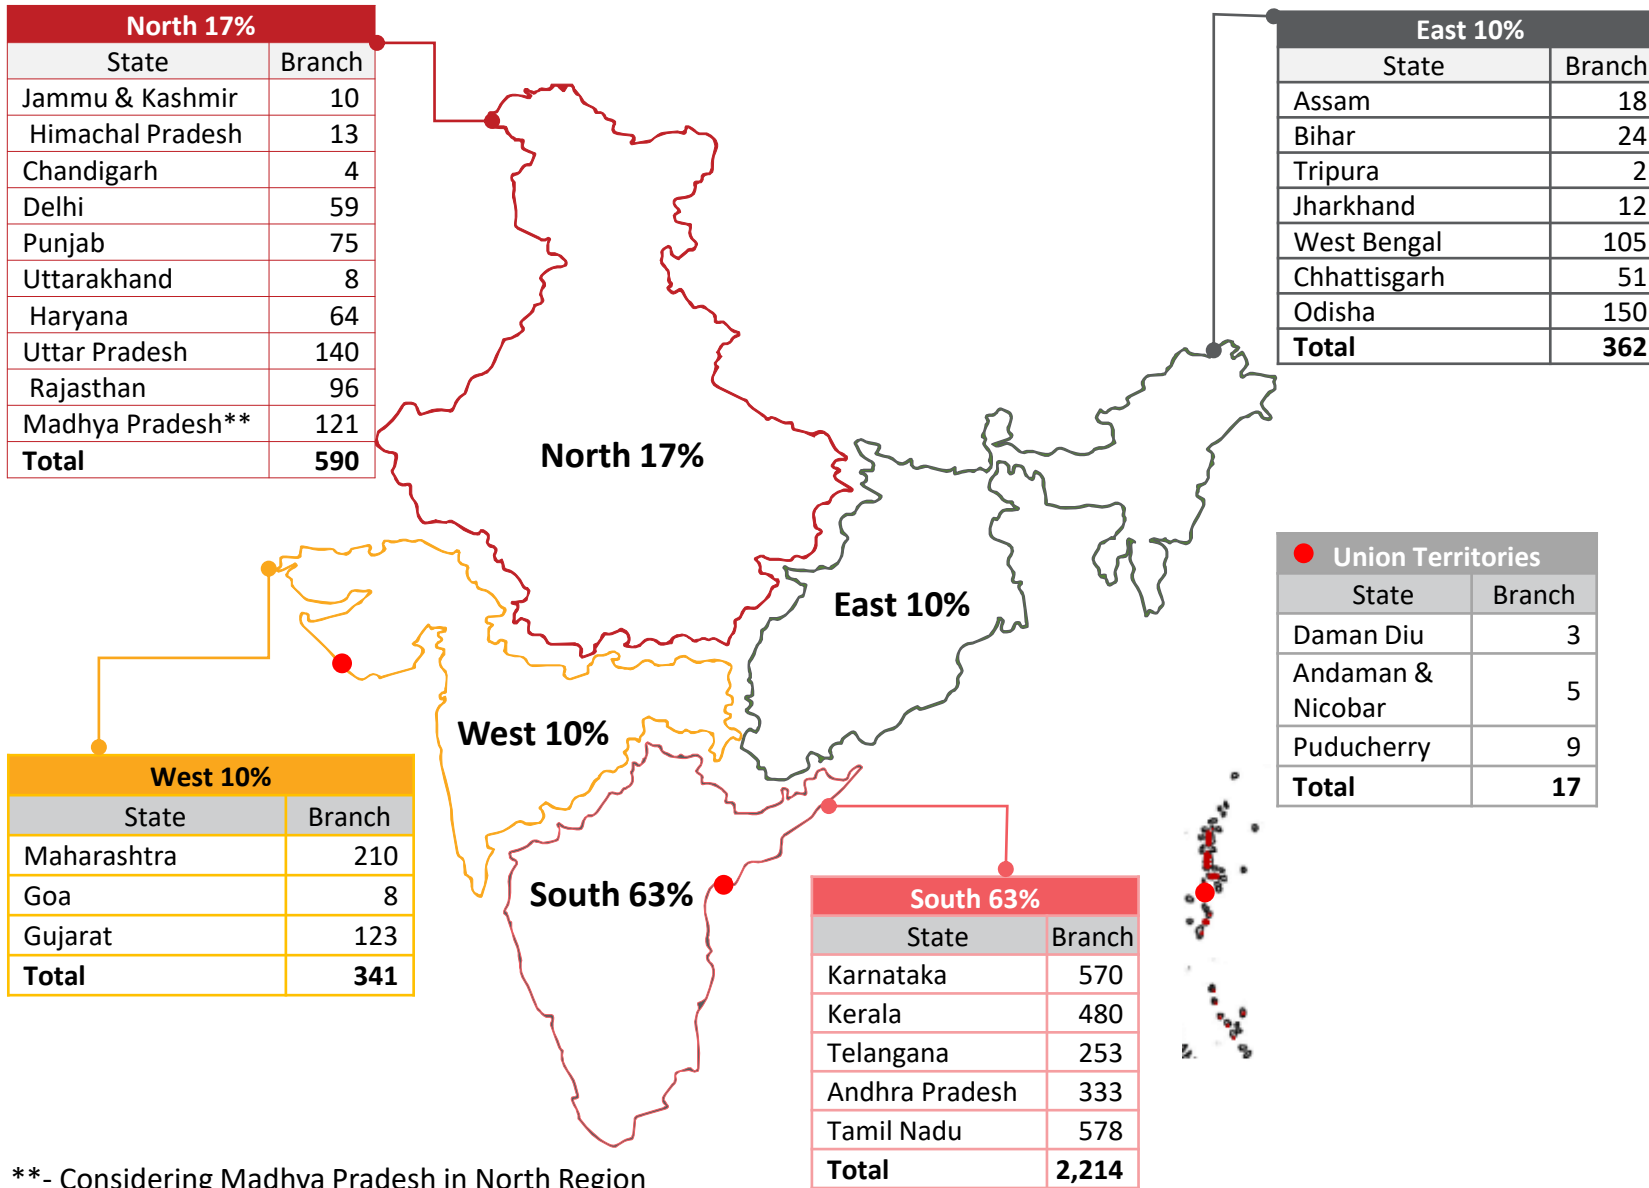 North 17%
State Branch
Jammu & Kashmir 10
Himachal Pradesh 13
Chandigarh 4
Delhi 59
Punjab 75
Uttarakhand 8
Haryana 64
Uttar Pradesh 140
Rajasthan 96
Madhya Pradesh** 121
Total 590
East 10%
State Branch
Assam 18
Bihar 24
Tripura 2
Jharkhand 12
West Bengal 105
Chhattisgarh 51
Odisha 150
Total 362
North 17%
East 10%
West 10%
South 63%
Union Territories
State Branch
Daman Diu 3
Andaman &
Nicobar 5
Puducherry 9
Total 17
West 10%
State Branch
Maharashtra 210
Goa 8
Gujarat 123
Total 341
South 63%
State Branch
Karnataka 570
Kerala 480
Telangana 253
Andhra Pradesh 333
Tamil Nadu 578
Total 2,214
**- Considering Madhya Pradesh in North Region